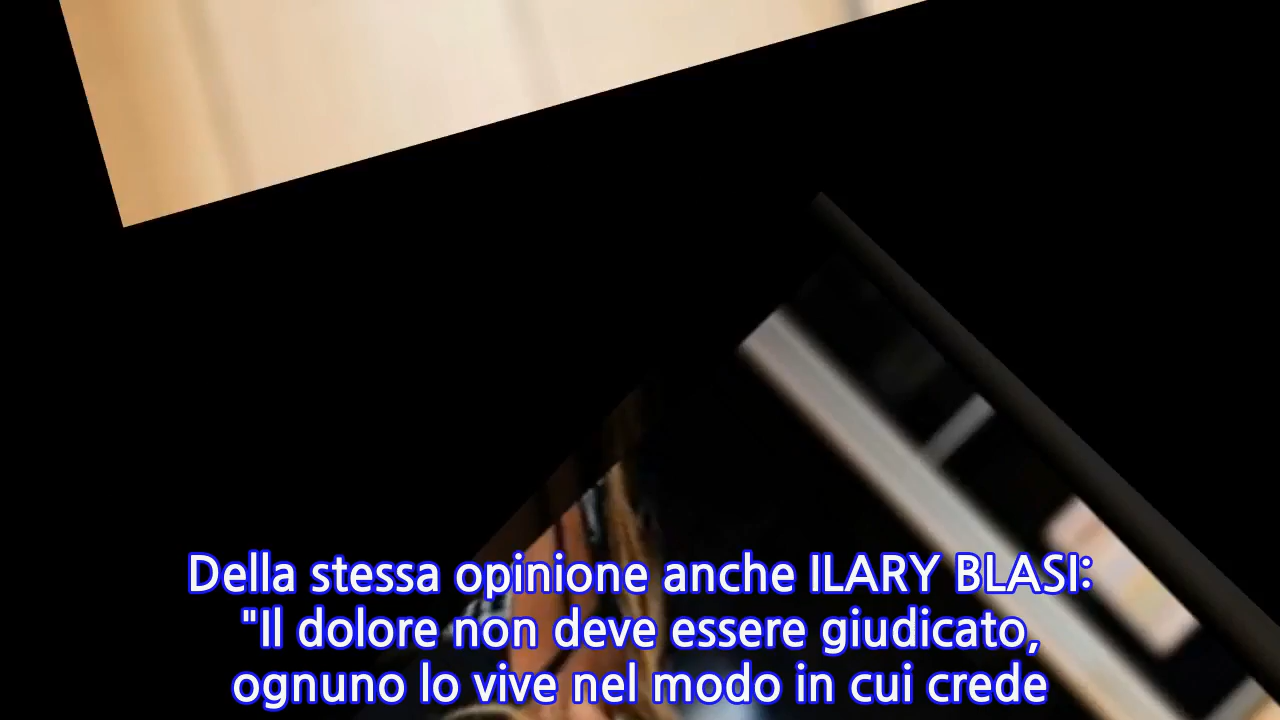 Della stessa opinione anche ILARY BLASI:
"Il dolore non deve essere giudicato,
ognuno lo vive nel modo in cui crede